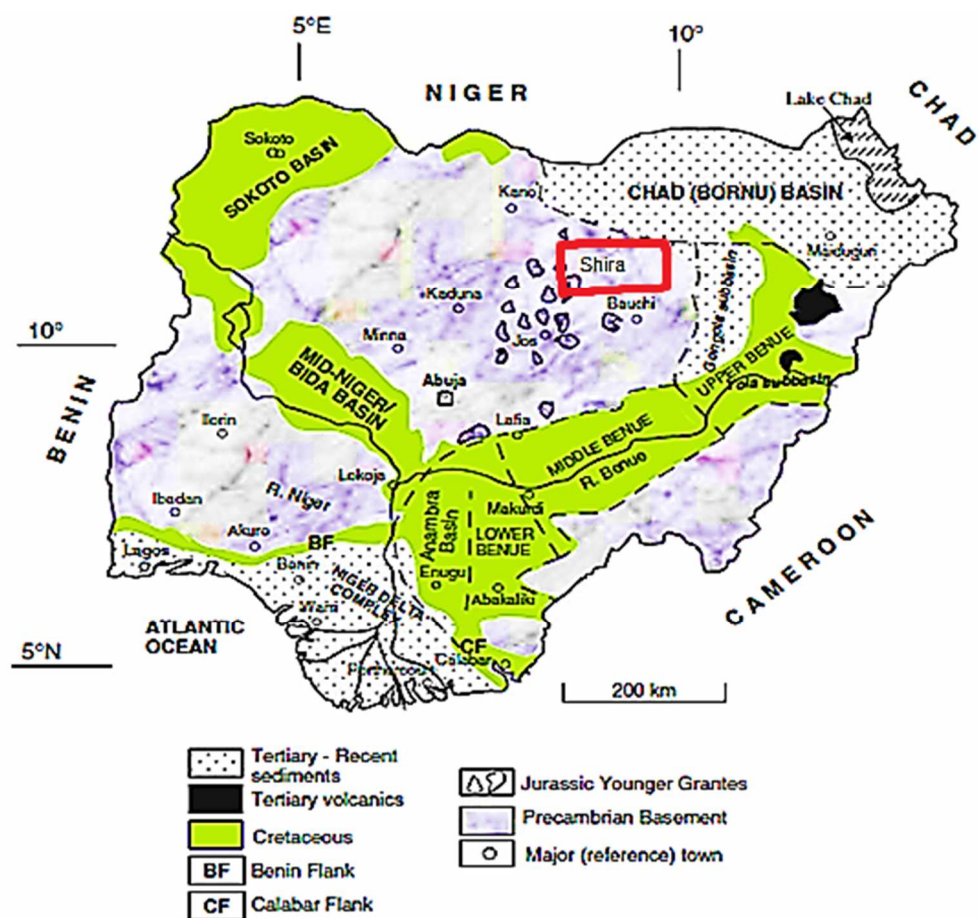 5°E
10°
NIGER
CHAD
Lake Chad
Sokoto
SOKOTO BASIN
Kano
CHAD (BORNU) BASIN
Maiduguri
Shira
Kaduna
Bauchi
Gongola subbasin
Minna
Jos
10°
UPPER BENUE
Yola subbasin
MID-NIGER/
BIDA BASIN
Abuja
BENIN
Ilorin
Lafia
MIDDLE BENUE
R. Benue
Lokoja
R. Niger
Ibadan
Makurdi
Anambra
Basin
LOWER
BENUE
Akure
BF
Lagos
Benin
Enugu
Abakaliki
CAMEROON
NIGER DELTA
COMPLEX
Warri
ATLANTIC
OCEAN
CF
Calabar
5°N
200 km
Tertiary - Recent
sediments
Tertiary volcanics
Cretaceous
BF Benin Flank
CF Calabar Flank
Jurassic Younger Grantes
Precambrian Basement
Major (reference) town